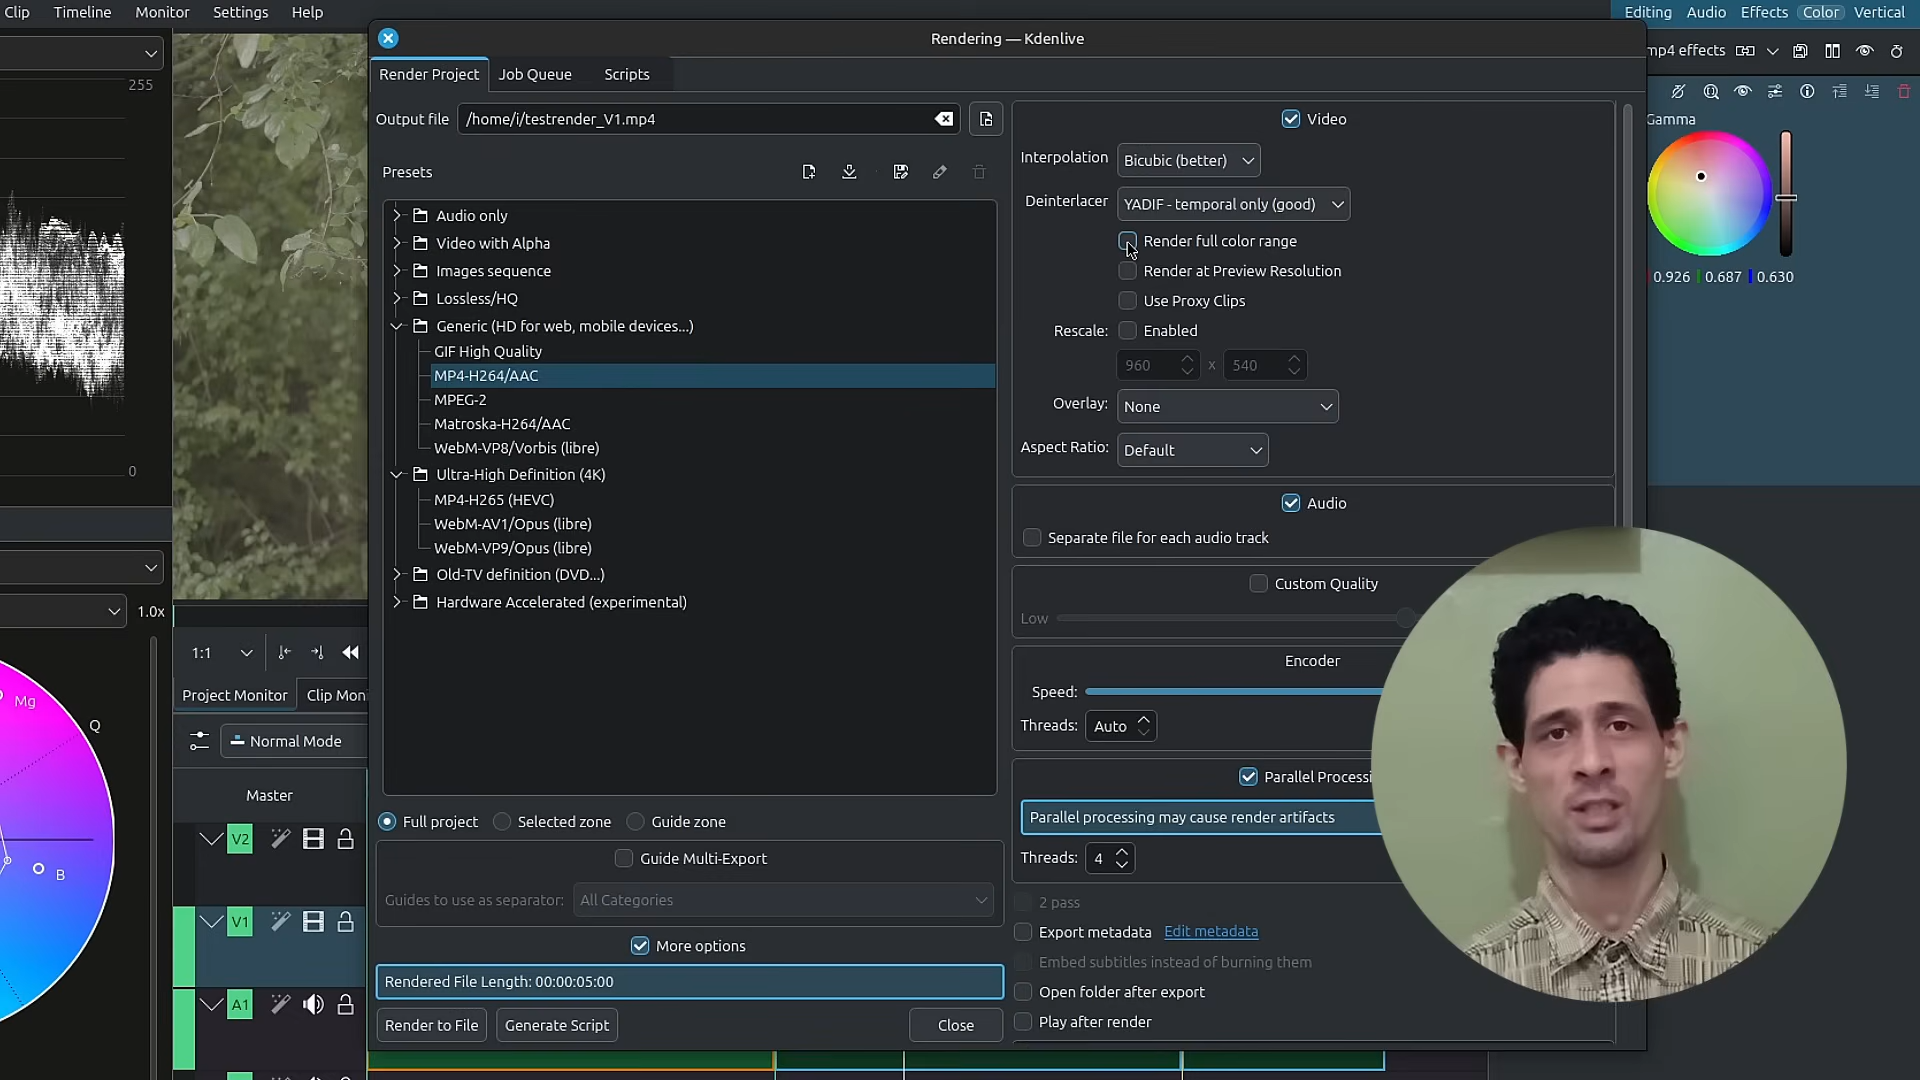 Clip Timeline Monitor Settings Help
Editing Audio Effects Color Vertical
Rendering — Kdenlive
mp4 effects
Render Project Job Queue Scripts
255
Output file /home/i/testrender_V1.mp4
Presets
Audio only
Video with Alpha
Images sequence
Lossless/HQ
Generic (HD for web, mobile devices...)
GIF High Quality
MP4-H264/AAC
MPEG-2
Matroska-H264/AAC
WebM-VP8/Vorbis (libre)
Ultra-High Definition (4K)
MP4-H265 (HEVC)
WebM-AV1/Opus (libre)
WebM-VP9/Opus (libre)
Old-TV definition (DVD...)
Hardware Accelerated (experimental)
Full project Selected zone Guide zone
Guide Multi-Export
Guides to use as separator: All Categories
More options
Rendered File Length: 00:00:05:00
Render to File Generate Script Close
Video
Interpolation Bicubic (better)
Deinterlacer YADIF - temporal only (good)
Render full color range
Render at Preview Resolution
Use Proxy Clips
Rescale: Enabled
960 x 540
Overlay: None
Aspect Ratio: Default
Audio
Separate file for each audio track
Custom Quality
Low
Encoder
Speed:
Threads: Auto
Parallel Processi
Parallel processing may cause render artifacts
Threads: 4
2 pass
Export metadata Edit metadata
Embed subtitles instead of burning them
Open folder after export
Play after render
Gamma
0.926 0.687 0.630
0
1.0x
1:1
Mg
Q
B
Project Monitor Clip Mon
Normal Mode
Master
V2
V1
A1